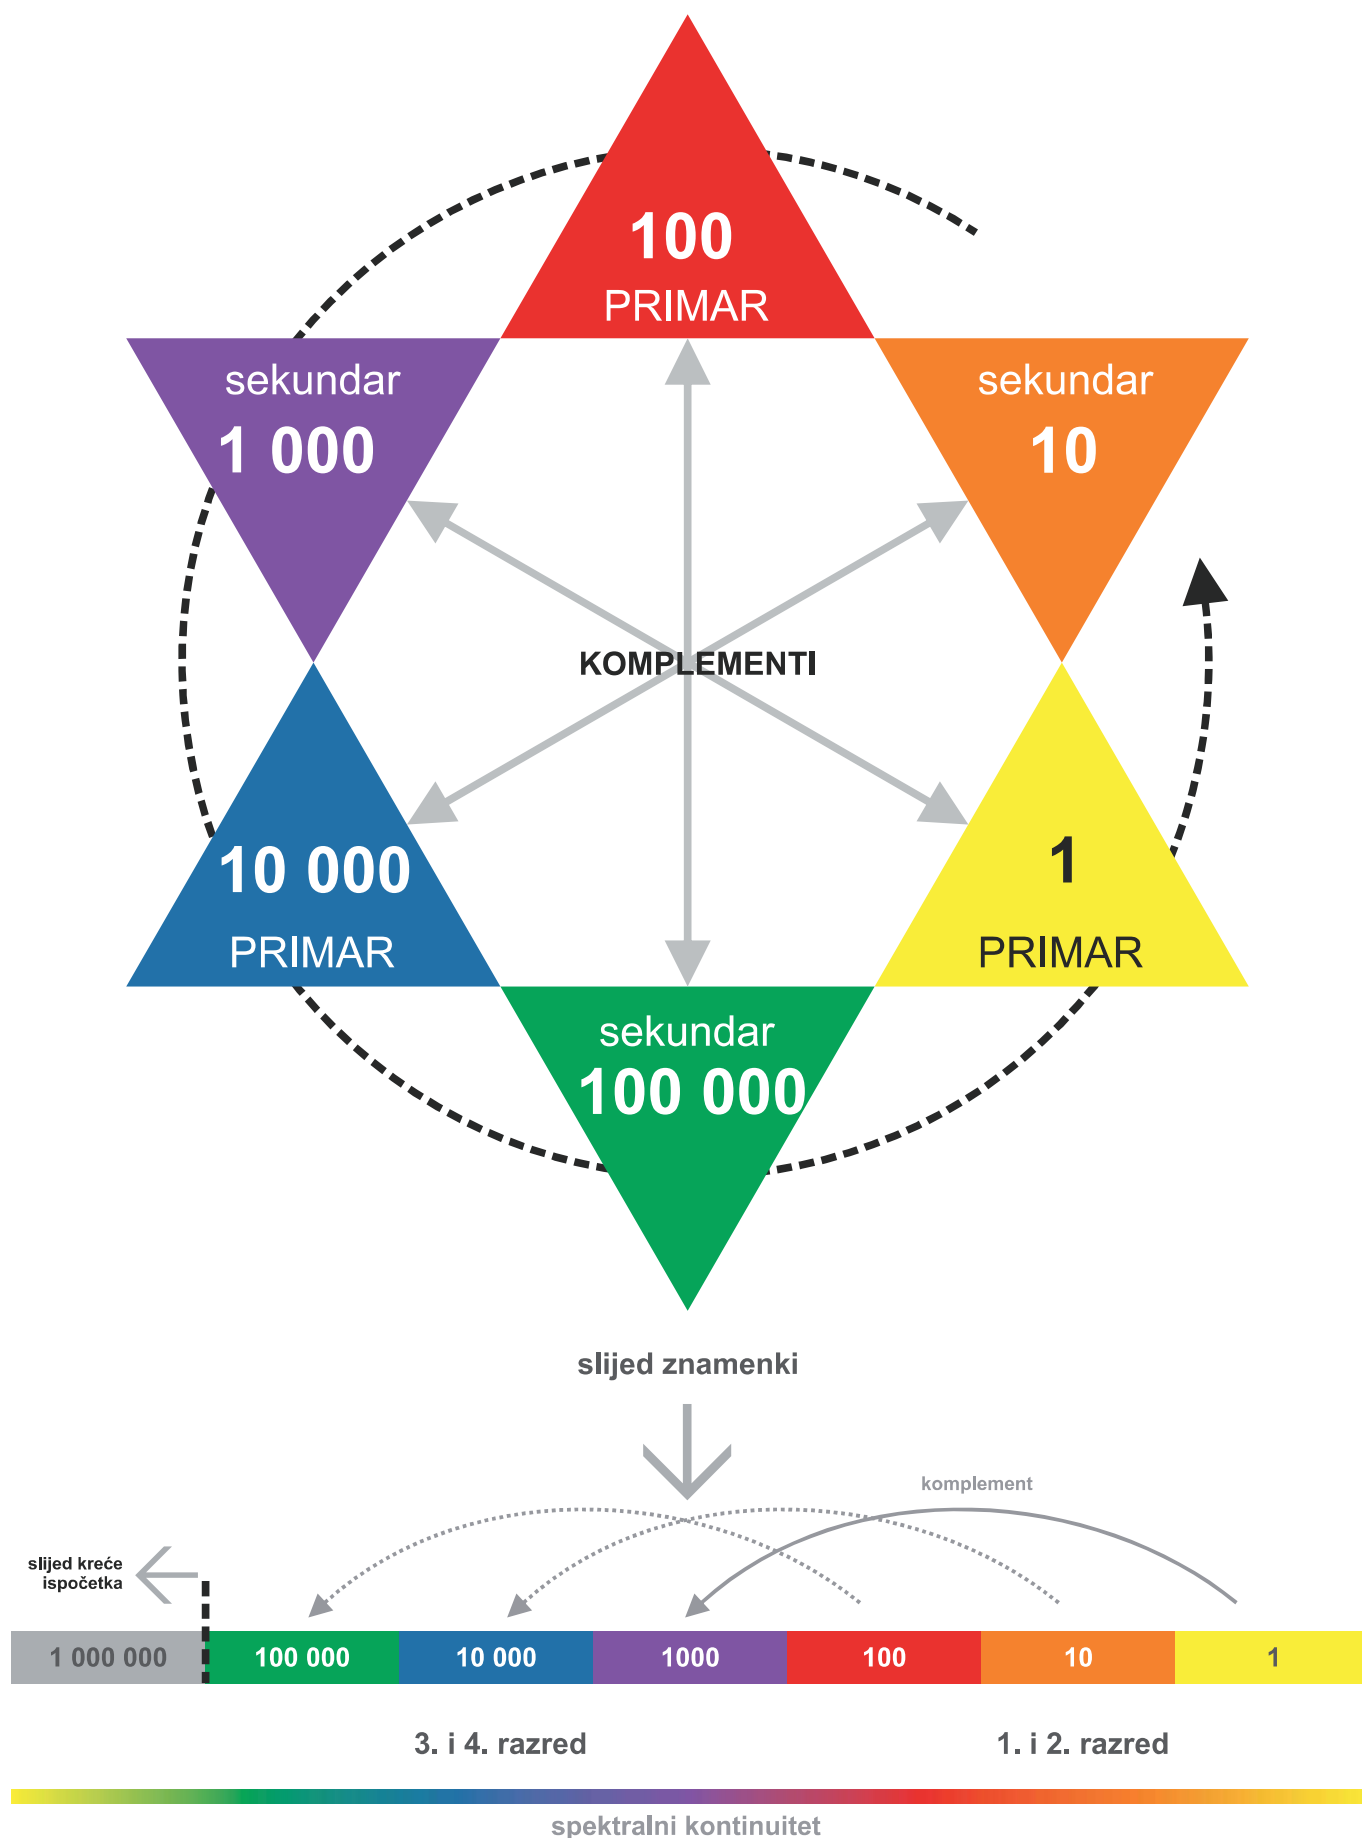 100
PRIMAR
sekundar
1 000
sekundar
10
KOMPLEMENTI
10 000
PRIMAR
1
PRIMAR
sekundar
100 000
slijed znamenki
komplement
slijed kreće
ispočetka
1 000 000 100 000 10 000 1000 100 10 1
3. i 4. razred 1. i 2. razred
spektralni kontinuitet